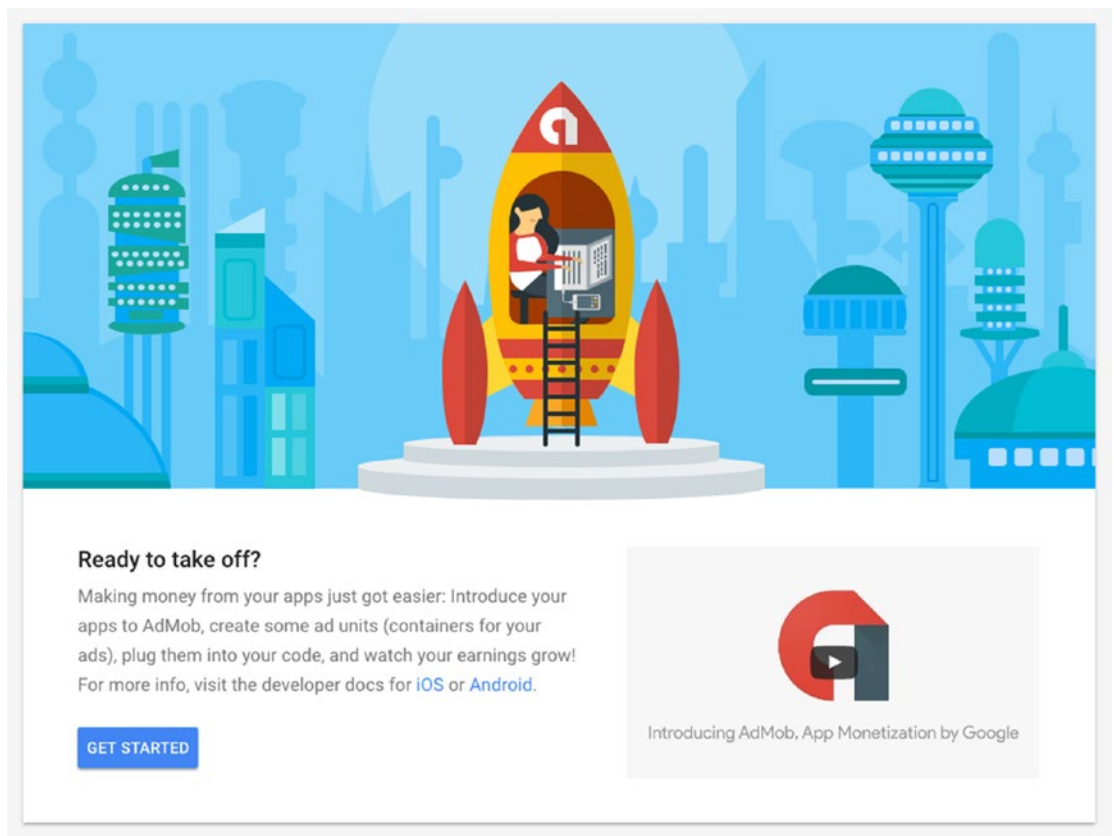 Ready to take off?
Making money from your apps just got easier: Introduce your
apps to AdMob, create some ad units (containers for your
ads), plug them into your code, and watch your earnings grow!
For more info, visit the developer docs for iOS or Android.
GET STARTED
Introducing AdMob, App Monetization by Google